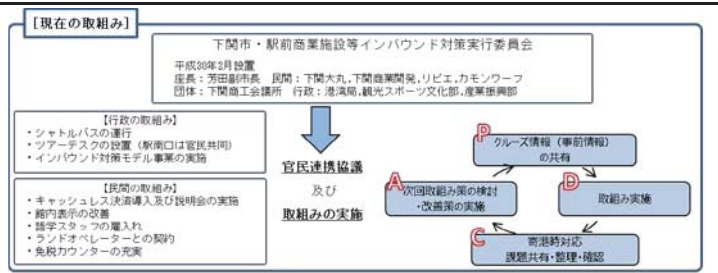 [現在の取組み]
下関市・駅前商業施設等インバウンド対策実行委員会
平成30年2月設置
座長：芳田副市長 民間：下関大丸,下関商業開発,リピエ,カモンワーフ
団体：下関商工会議所 行政：港湾局,観光スポーツ文化部,産業振興部
【行政の取組み】
・シャトルバスの運行
・ツアーデスクの設置（駅南口は官民共同）
・インバウンド対策モデル事業の実施
【民間の取組み】
・キャッシュレス決済導入及び説明会の実施
・館内表示の改善
・語学スタッフの雇入れ
・ランドオペレーターとの契約
・免税カウンターの充実
官民連携協議
及び
取組みの実施
P
クルーズ情報（事前情報）
の共有
D
取組み実施
C
寄港時対応
課題共有・整理・確認
A
次回取組み策の検討
・改善策の実施